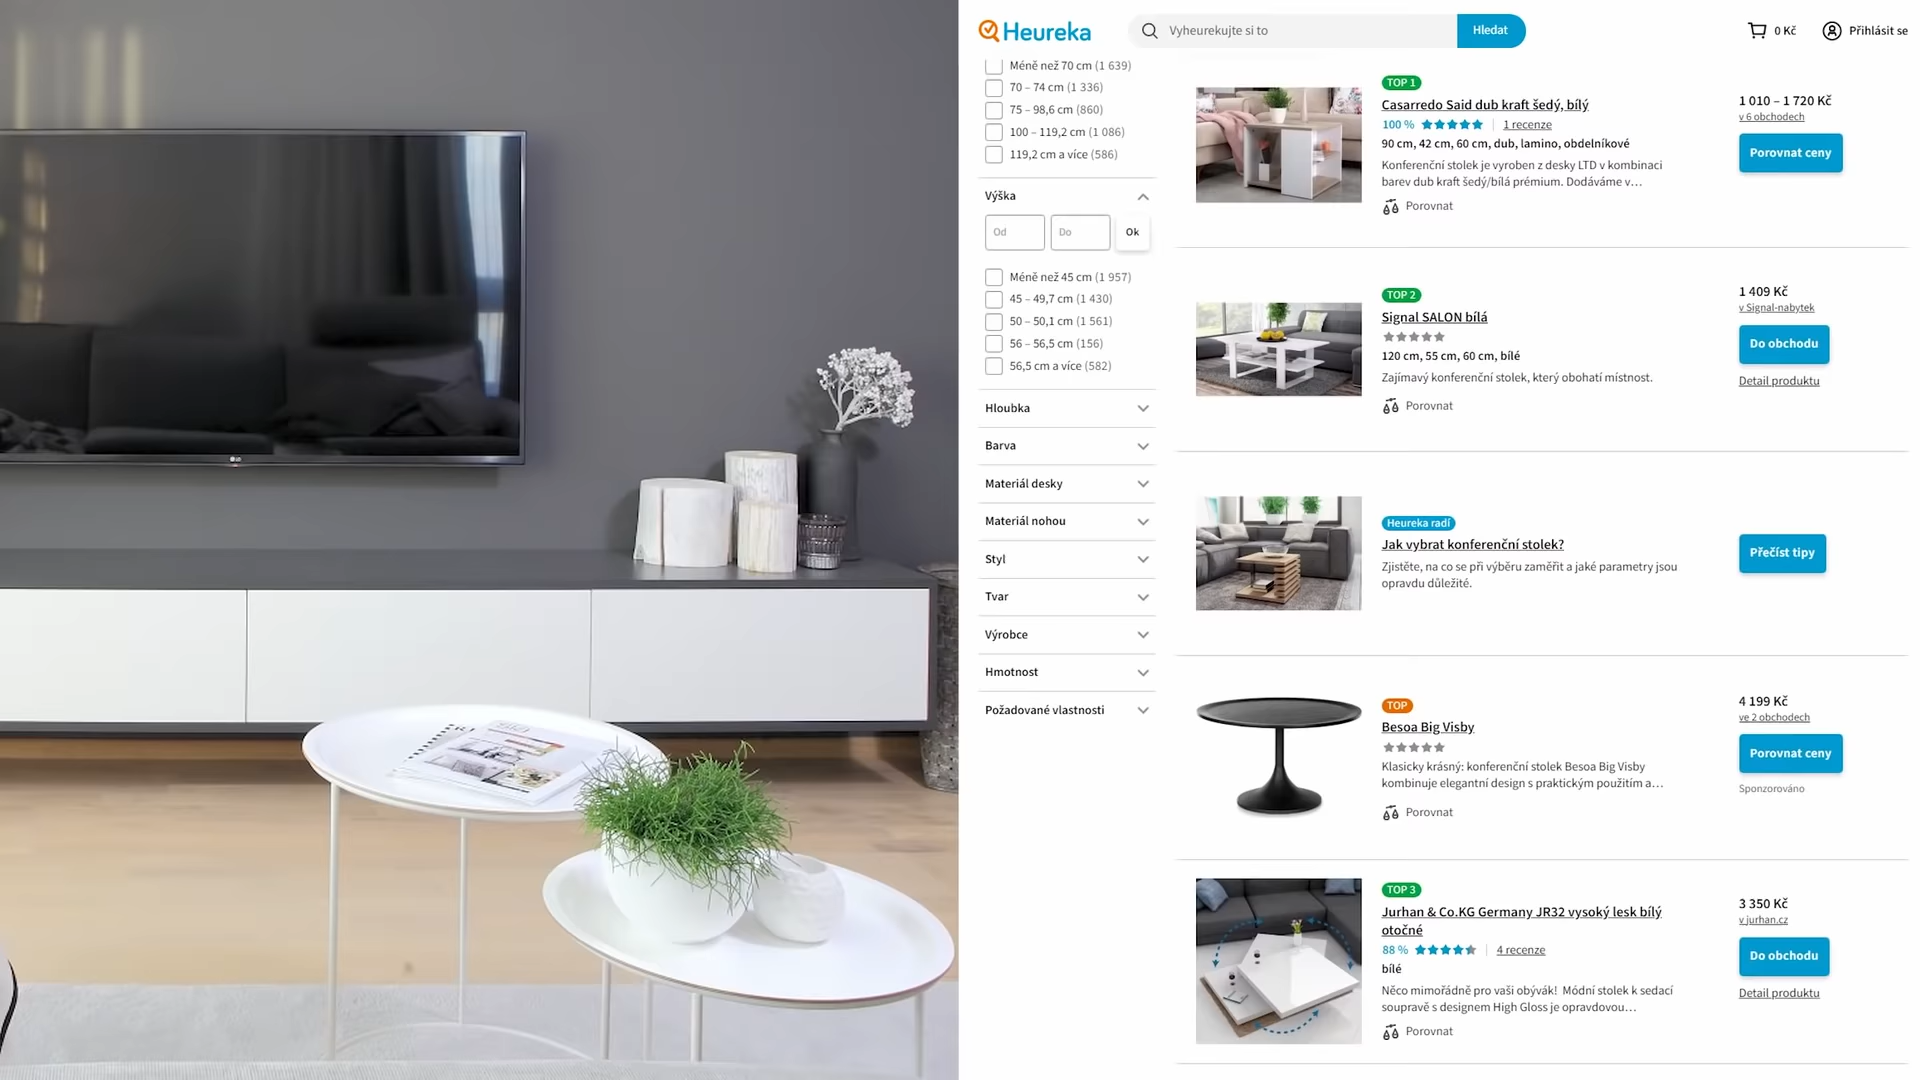 LG
Heureka
Vyheurekujte si to
Hledat
0 Kč
Přihlásit se
Méně než 70 cm (1 639)
70 – 74 cm (1 336)
75 – 98,6 cm (860)
100 – 119,2 cm (1 086)
119,2 cm a více (586)
Výška
Od
Do
Ok
Méně než 45 cm (1 957)
45 – 49,7 cm (1 430)
50 – 50,1 cm (1 561)
56 – 56,5 cm (156)
56,5 cm a více (582)
Hloubka
Barva
Materiál desky
Materiál nohou
Styl
Tvar
Výrobce
Hmotnost
Požadované vlastnosti
TOP 1
Casarredo Said dub kraft šedý, bílý
100 %
1 recenze
90 cm, 42 cm, 60 cm, dub, lamino, obdelníkové
Konferenční stolek je vyroben z desky LTD v kombinaci
barev dub kraft šedý/bílá prémium. Dodáváme v…
Porovnat
1 010 – 1 720 Kč
v 6 obchodech
Porovnat ceny
TOP 2
Signal SALON bílá
120 cm, 55 cm, 60 cm, bílé
Zajímavý konferenční stolek, který obohatí místnost.
Porovnat
1 409 Kč
v Signal-nabytek
Do obchodu
Detail produktu
Heureka radí
Jak vybrat konferenční stolek?
Zjistěte, na co se při výběru zaměřit a jaké parametry jsou
opravdu důležité.
Přečíst tipy
TOP
Besoa Big Visby
Klasicky krásný: konferenční stolek Besoa Big Visby
kombinuje elegantní design s praktickým použitím a…
Porovnat
4 199 Kč
ve 2 obchodech
Porovnat ceny
Sponzorováno
TOP 3
Jurhan & Co.KG Germany JR32 vysoký lesk bílý
otočné
88 %
4 recenze
bílé
Něco mimořádně pro vaši obývák! Módní stolek k sedací
soupravě s designem High Gloss je opravdovou…
Porovnat
3 350 Kč
v jurhan.cz
Do obchodu
Detail produktu